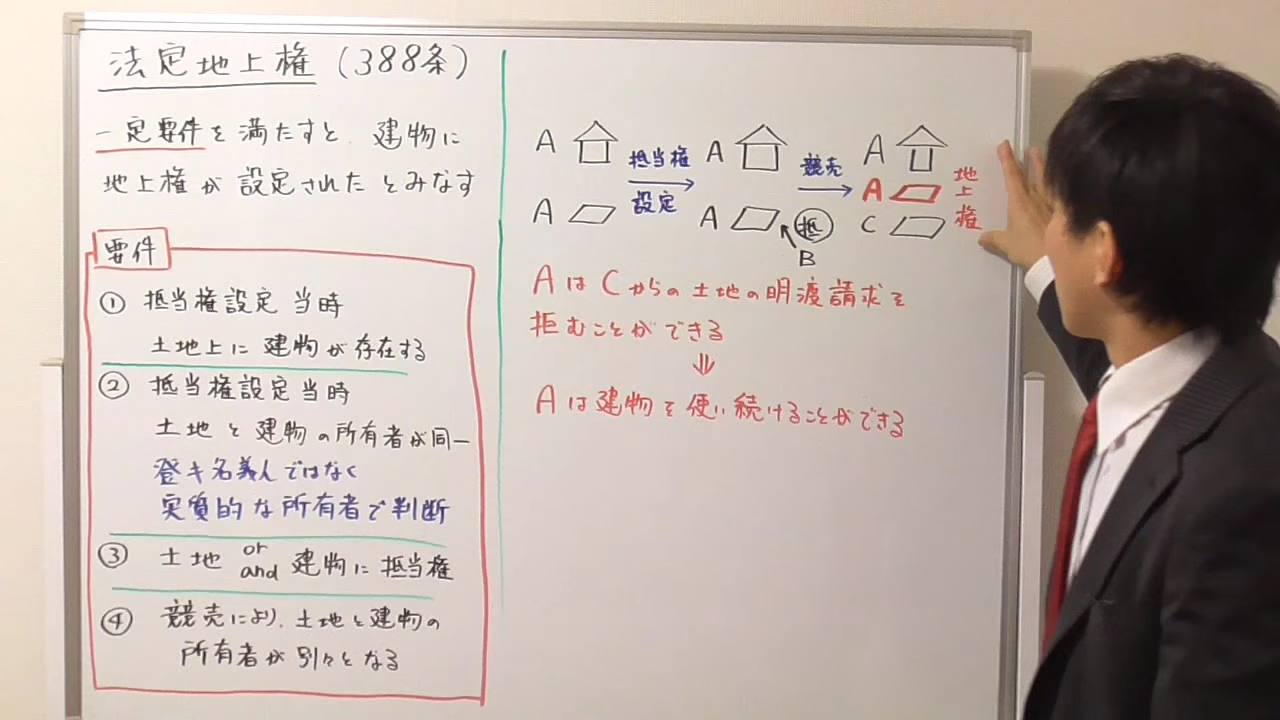 法定地上権 (388条)
一定要件を満たすと、建物に
地上権が設定されたとみなす
要件
① 抵当権設定当時
土地上に建物が存在する
② 抵当権設定当時
土地と建物の所有者が同一
登キ名義人ではなく
実質的な所有者で判断
③ 土地 or and 建物に抵当権
④ 競売により、土地と建物の
所有者が別々となる
A
A
抵当権
設定
A
A
抵
B
競売
A
A
C
地上権
AはCからの土地の明渡請求を
拒むことができる
⇓
Aは建物を使い続けることができる